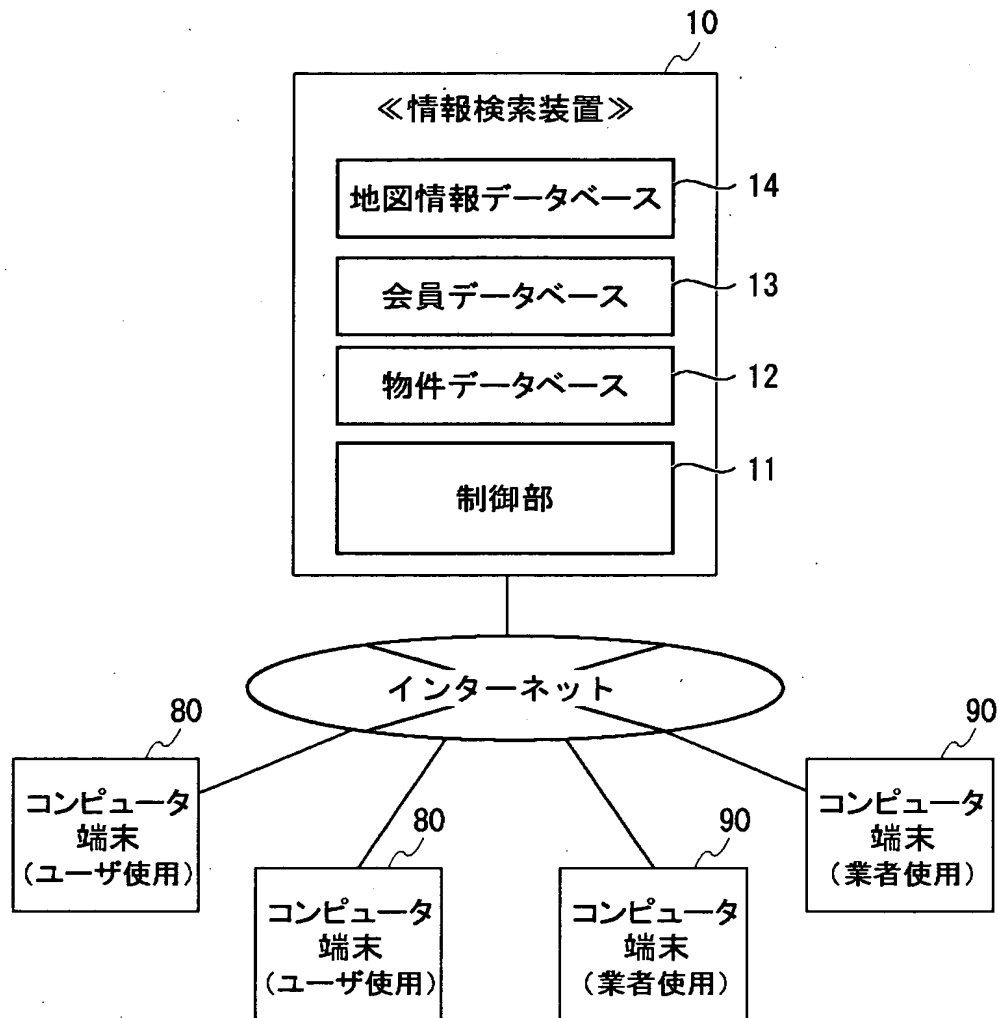 10
≪情報検索装置≫
地図情報データベース
14
会員データベース
13
物件データベース
12
制御部
11
インターネット
80
コンピュータ
端末
(ユーザ使用)
80
コンピュータ
端末
(ユーザ使用)
90
コンピュータ
端末
(業者使用)
90
コンピュータ
端末
(業者使用)